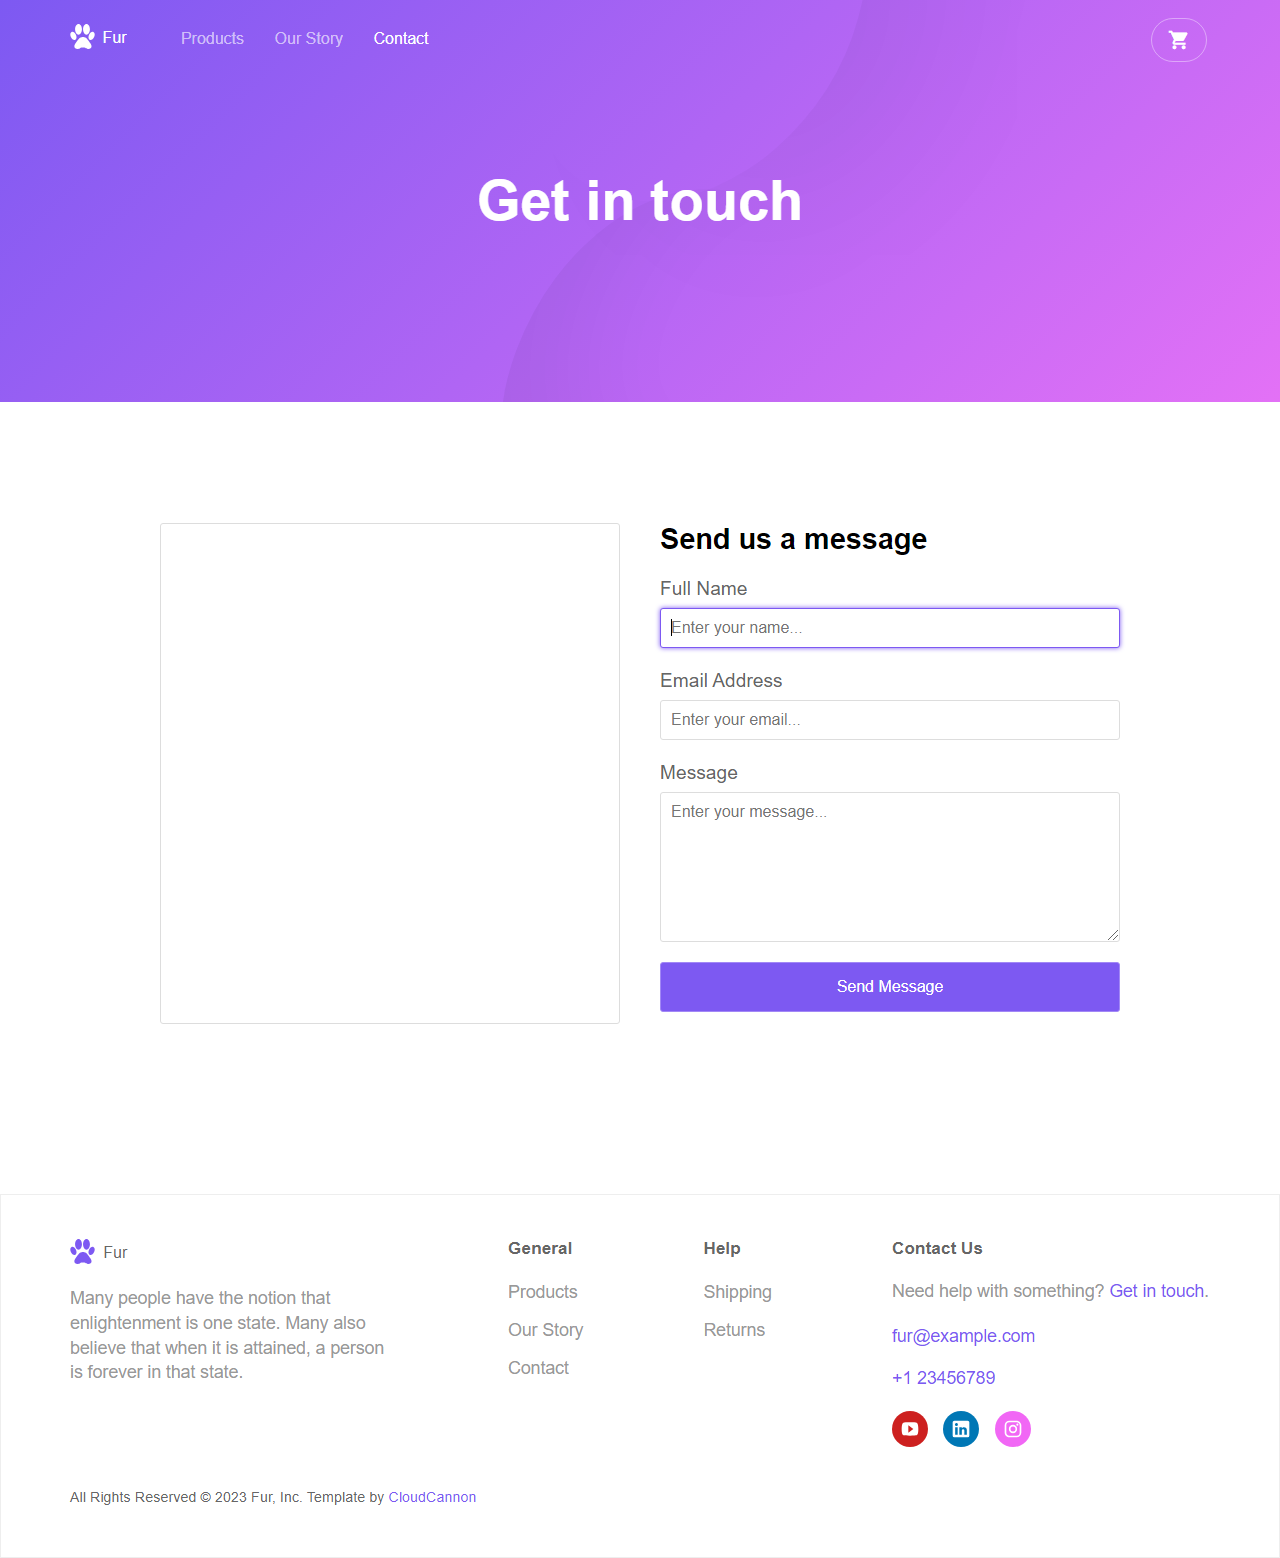 Fur
Products
Our Story
Contact
Get in touch
Send us a message
Full Name
Enter your name...
Email Address
Enter your email...
Message
Enter your message...
Send Message
Fur
Many people have the notion that
enlightenment is one state. Many also
believe that when it is attained, a person
is forever in that state.
General
Products
Our Story
Contact
Help
Shipping
Returns
Contact Us
Need help with something? Get in touch.
fur@example.com
+1 23456789
All Rights Reserved © 2023 Fur, Inc. Template by CloudCannon